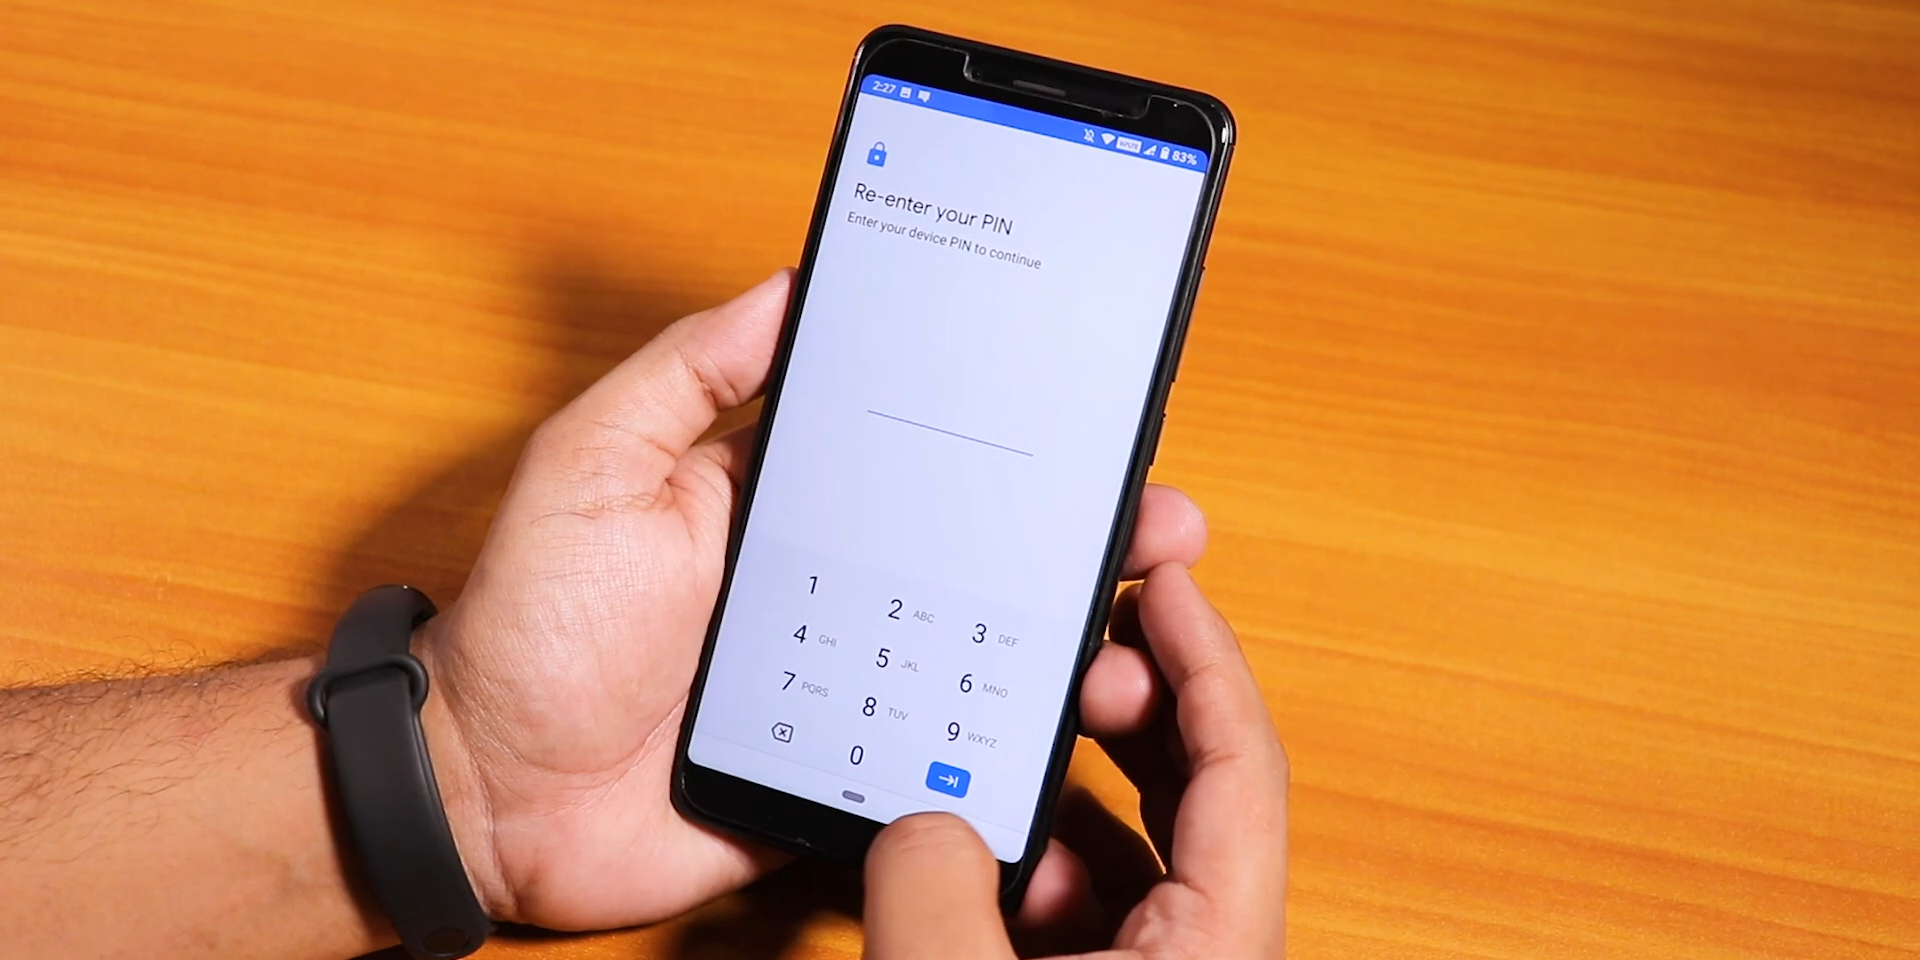 2:27 VoLTE 83%
Re-enter your PIN
Enter your device PIN to continue
1 2 ABC 3 DEF
4 GHI 5 JKL 6 MNO
7 PQRS 8 TUV 9 WXYZ
0